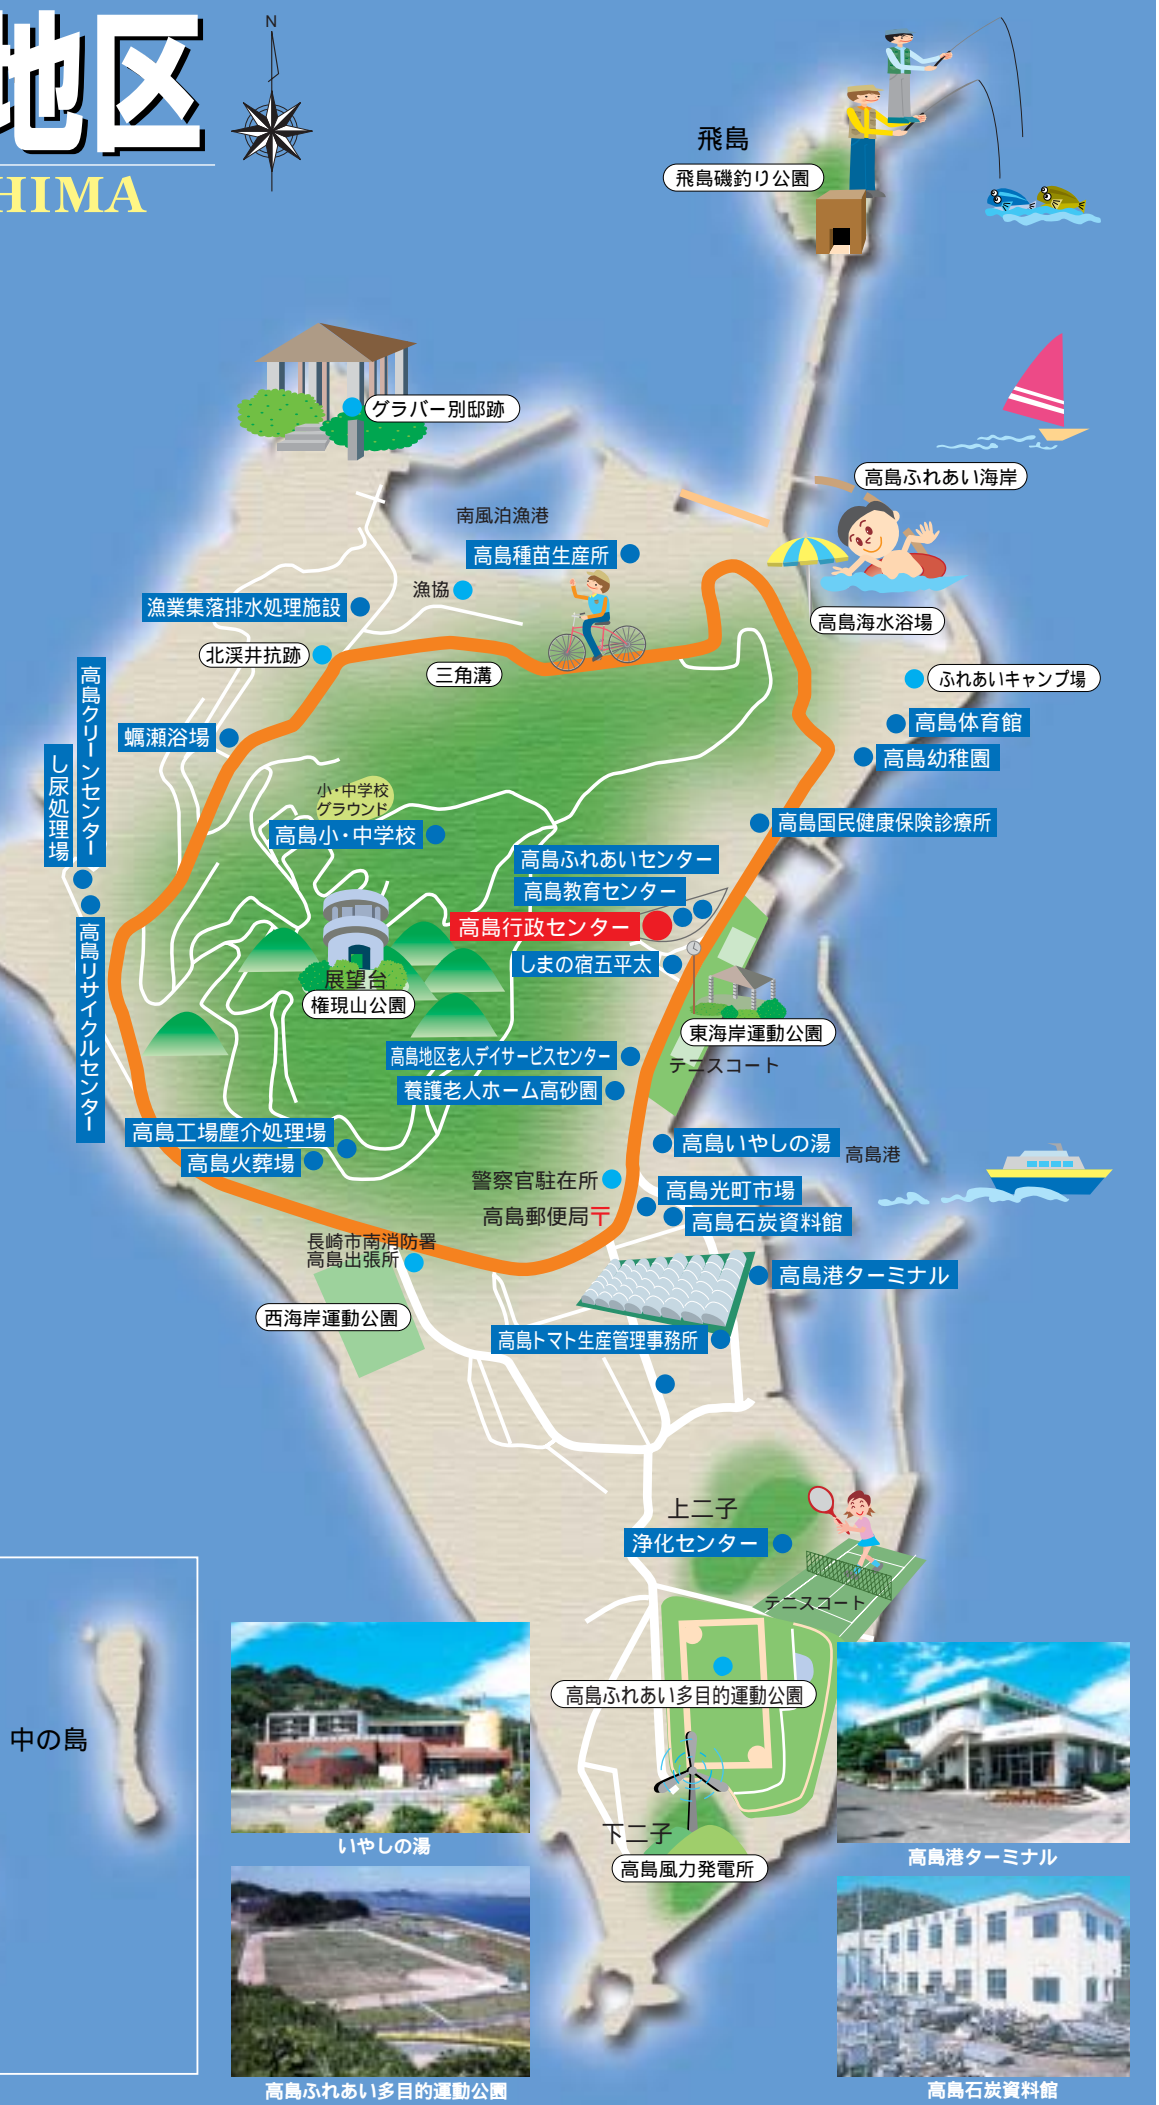 地区
HIMA
N
飛島
飛島磯釣り公園
グラバー別邸跡
高島ふれあい海岸
南風泊漁港
高島種苗生産所
漁協
漁業集落排水処理施設
高島海水浴場
北渓井抗跡
三角溝
ふれあいキャンプ場
高島体育館
高島幼稚園
蠣瀬浴場
高島クリーンセンター
し尿処理場
小・中学校
グラウンド
高島小・中学校
高島国民健康保険診療所
高島ふれあいセンター
高島教育センター
高島行政センター
しまの宿五平太
高島リサイクルセンター
展望台
権現山公園
東海岸運動公園
テニスコート
高島地区老人デイサービスセンター
養護老人ホーム高砂園
高島工場塵介処理場
高島火葬場
高島いやしの湯
高島港
警察官駐在所
高島光町市場
高島郵便局〒
高島石炭資料館
長崎市南消防署
高島出張所
高島港ターミナル
西海岸運動公園
高島トマト生産管理事務所
上二子
浄化センター
テニスコート
高島ふれあい多目的運動公園
中の島
下二子
高島風力発電所
いやしの湯
高島港ターミナル
高島ふれあい多目的運動公園
高島石炭資料館